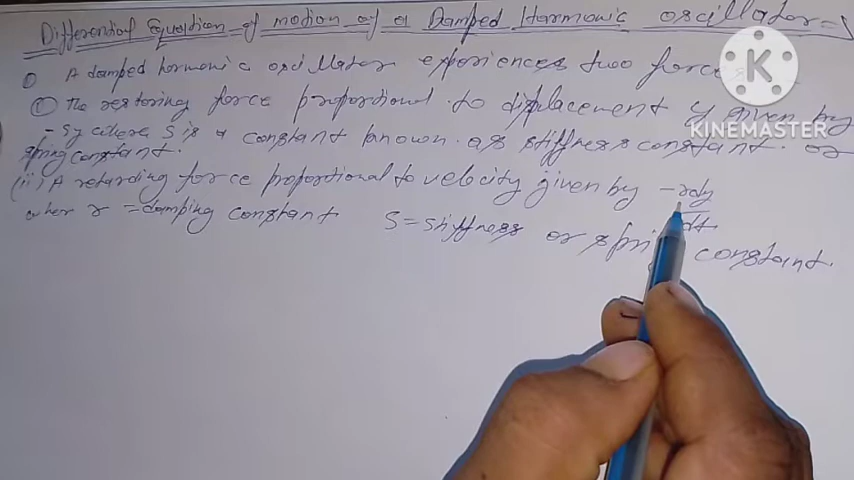 Differential Equation of motion of a Damped Harmonic oscillator =>
① A damped harmonic oscillator experiences two forces
(i) The restoring force proportional to displacement y given by
- Sy where S is a constant known as stiffness constant. or
spring constant.
(ii) A retarding force proportional to velocity given by -rdy
dt
where r = damping constant S = stiffness or spring constant.
K
KINEMASTER